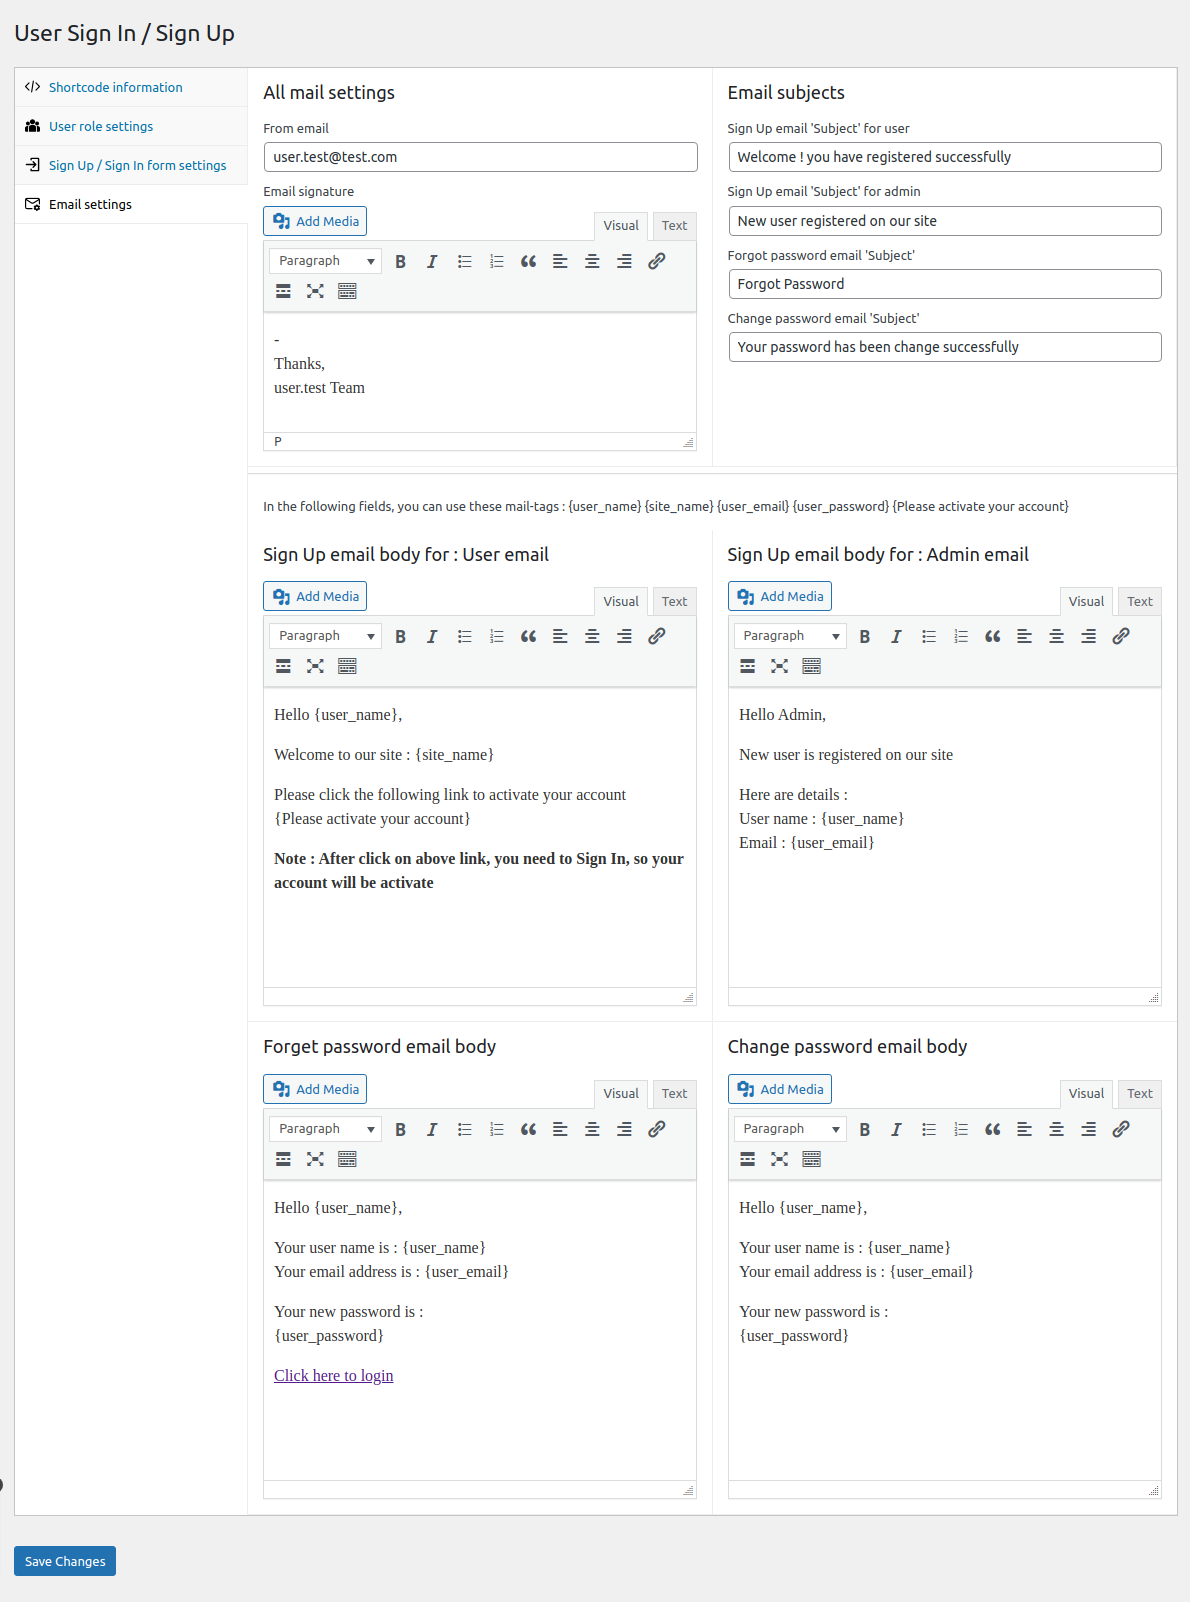 User Sign In / Sign Up
Shortcode information
User role settings
Sign Up / Sign In form settings
Email settings
All mail settings
From email
user.test@test.com
Email signature
Add Media
Visual
Text
Paragraph
-
Thanks,
user.test Team
P
Email subjects
Sign Up email 'Subject' for user
Welcome ! you have registered successfully
Sign Up email 'Subject' for admin
New user registered on our site
Forgot password email 'Subject'
Forgot Password
Change password email 'Subject'
Your password has been change successfully
In the following fields, you can use these mail-tags : {user_name} {site_name} {user_email} {user_password} {Please activate your account}
Sign Up email body for : User email
Add Media
Visual
Text
Paragraph
Hello {user_name},
Welcome to our site : {site_name}
Please click the following link to activate your account
{Please activate your account}
Note : After click on above link, you need to Sign In, so your
account will be activate
Sign Up email body for : Admin email
Add Media
Visual
Text
Paragraph
Hello Admin,
New user is registered on our site
Here are details :
User name : {user_name}
Email : {user_email}
Forget password email body
Add Media
Visual
Text
Paragraph
Hello {user_name},
Your user name is : {user_name}
Your email address is : {user_email}
Your new password is :
{user_password}
Click here to login
Change password email body
Add Media
Visual
Text
Paragraph
Hello {user_name},
Your user name is : {user_name}
Your email address is : {user_email}
Your new password is :
{user_password}
Save Changes